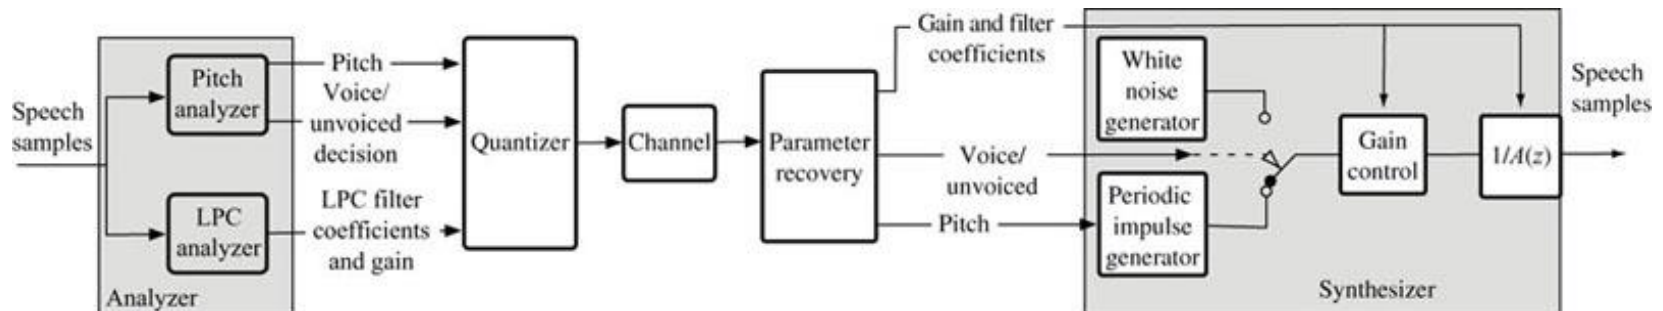 Speech
samples
Pitch
analyzer
LPC
analyzer
Analyzer
Pitch
Voice/
unvoiced
decision
LPC filter
coefficients
and gain
Quantizer
Channel
Parameter
recovery
Gain and filter
coefficients
Voice/
unvoiced
Pitch
White
noise
generator
Periodic
impulse
generator
Gain
control
1/A(z)
Synthesizer
Speech
samples